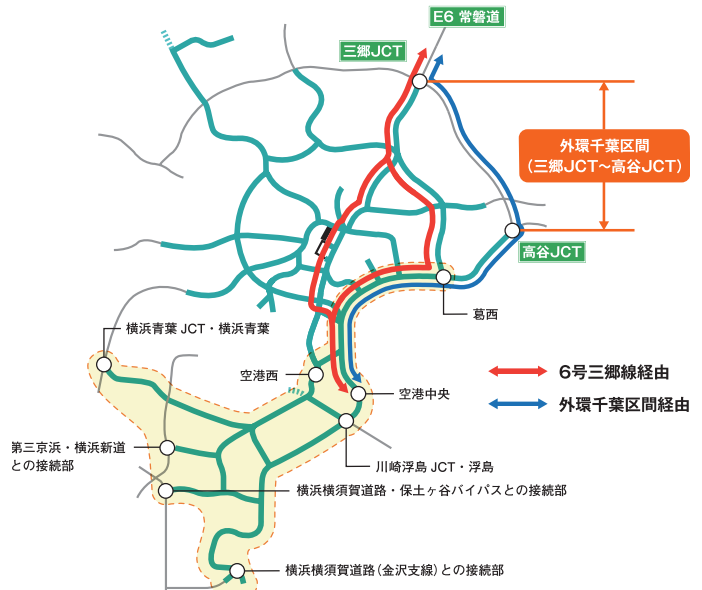 E6 常磐道
三郷JCT
外環千葉区間
(三郷JCT～高谷JCT)
高谷JCT
葛西
横浜青葉JCT・横浜青葉
空港西
空港中央
6号三郷線経由
外環千葉区間経由
第三京浜・横浜新道
との接続部
川崎浮島JCT・浮島
横浜横須賀道路・保土ヶ谷バイパスとの接続部
横浜横須賀道路(金沢支線)との接続部